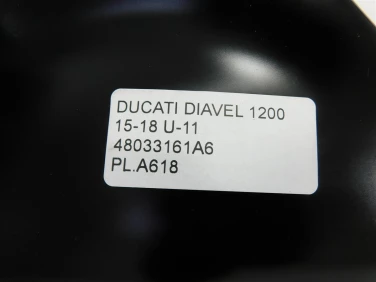 DUCATI DIAVEL 1200
15-18 U-11
48033161A6
PL.A618